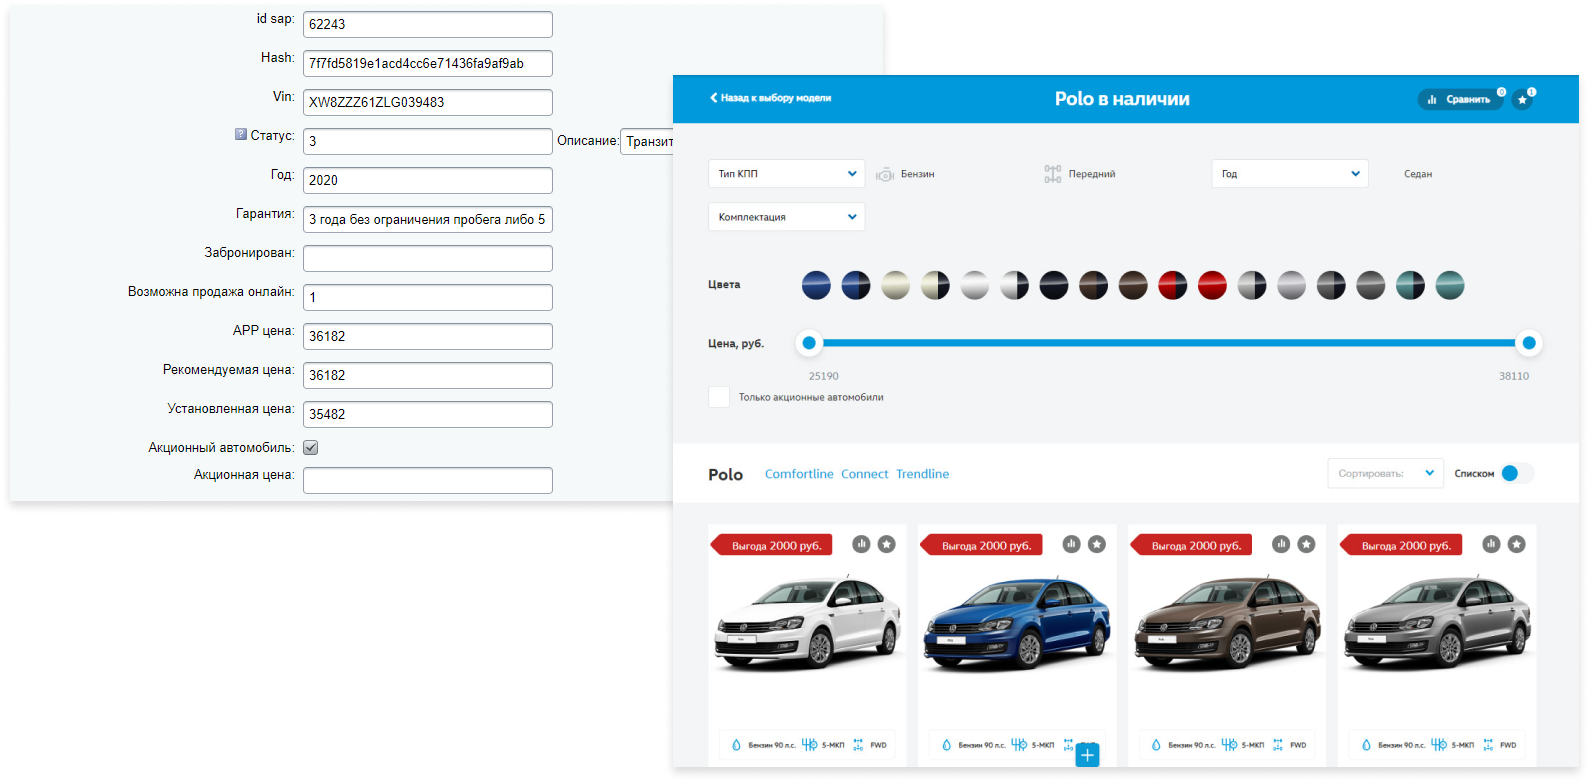 id sap: 62243
Hash: 7f7fd5819e1acd4cc6e71436fa9af9ab
Vin: XW8ZZZ61ZLG039483
? Статус: 3 Описание: Транзит
Год: 2020
Гарантия: 3 года без ограничения пробега либо 5
Забронирован:
Возможна продажа онлайн: 1
APP цена: 36182
Рекомендуемая цена: 36182
Установленная цена: 35482
Акционный автомобиль:
Акционная цена:
Назад к выбору модели
Polo в наличии
Сравнить 0 1
Тип КПП Бензин Передний Год Седан
Комплектация
Цвета
Цена, руб.
25190 38110
Только акционные автомобили
Polo Comfortline Connect Trendline Сортировать: Списком
Выгода 2000 руб. Выгода 2000 руб. Выгода 2000 руб. Выгода 2000 руб.
Бензин 90 л.с. 5-МКП FWD Бензин 90 л.с. 5-МКП Бензин 90 л.с. 5-МКП FWD Бензин 90 л.с. 5-МКП FWD